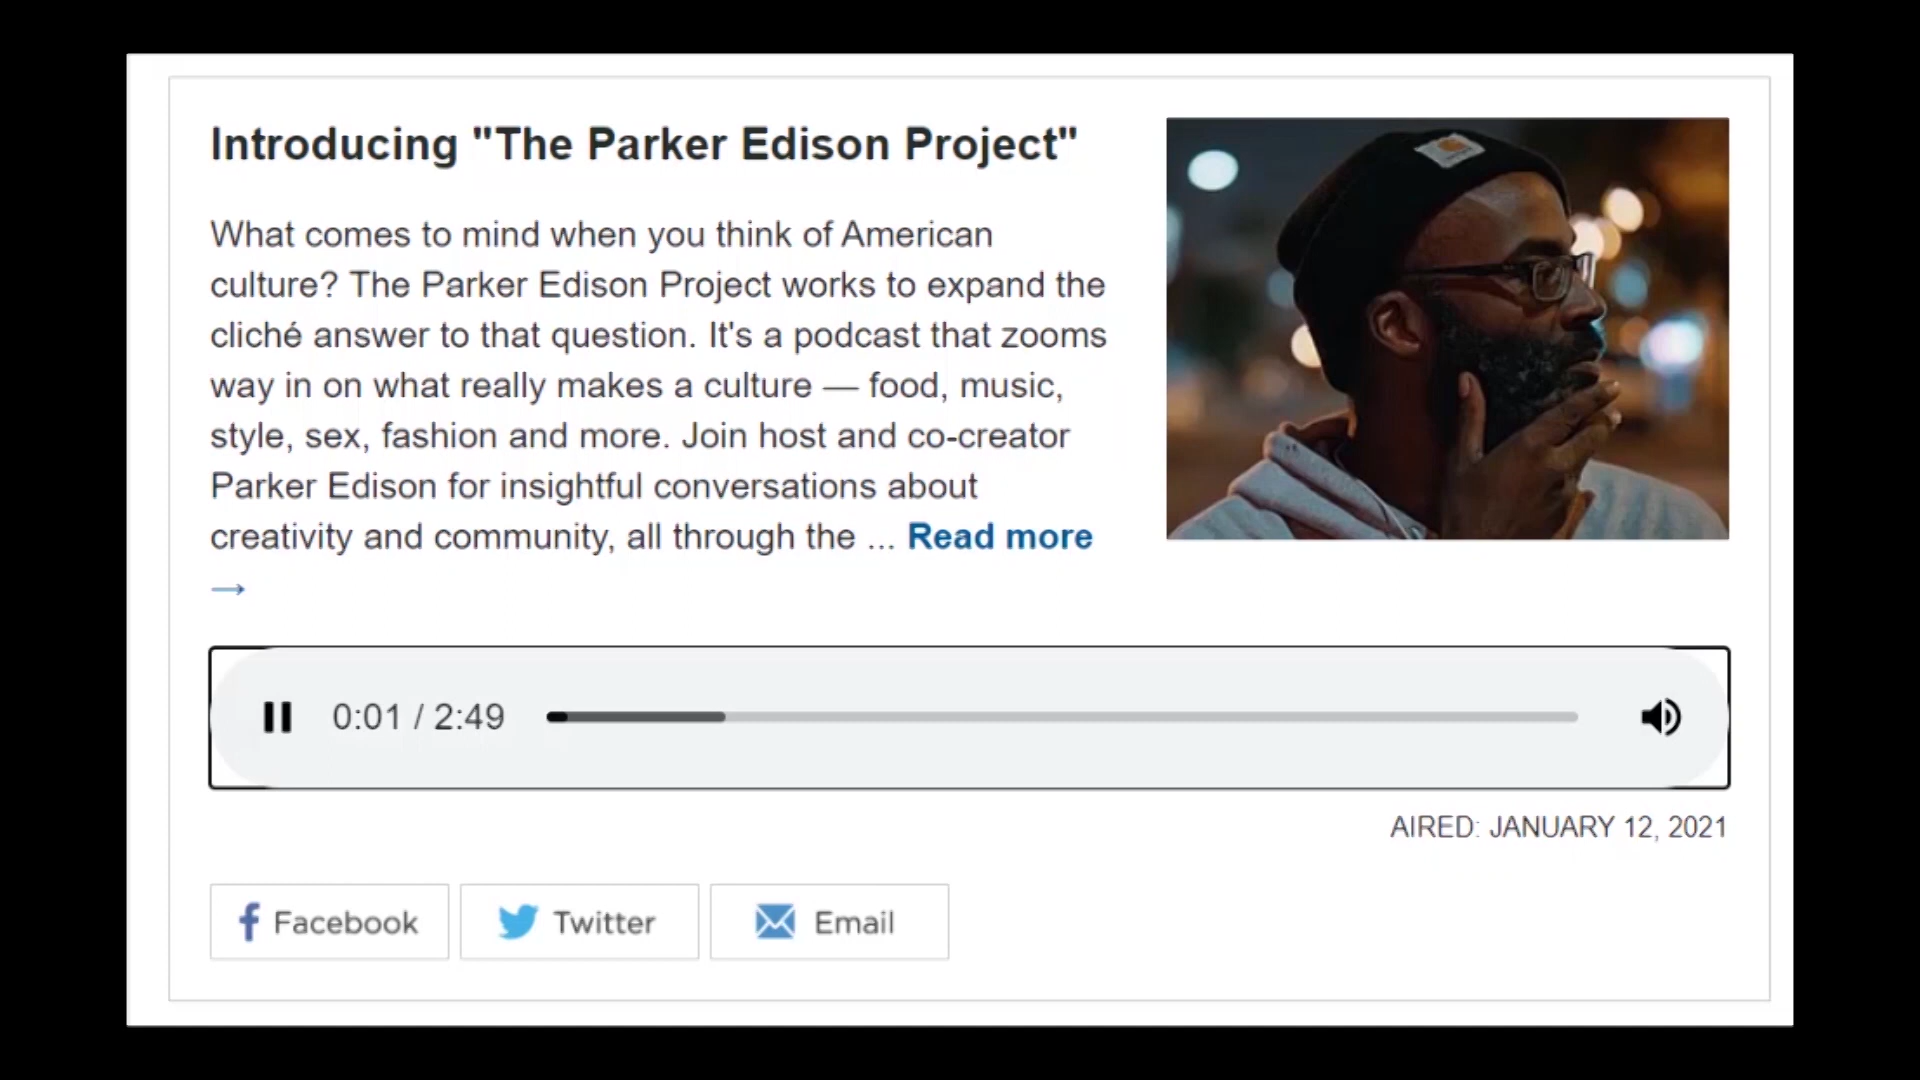 Introducing "The Parker Edison Project"
What comes to mind when you think of American
culture? The Parker Edison Project works to expand the
cliché answer to that question. It's a podcast that zooms
way in on what really makes a culture — food, music,
style, sex, fashion and more. Join host and co-creator
Parker Edison for insightful conversations about
creativity and community, all through the ... Read more
→
0:01 / 2:49
AIRED: JANUARY 12, 2021
Facebook
Twitter
Email